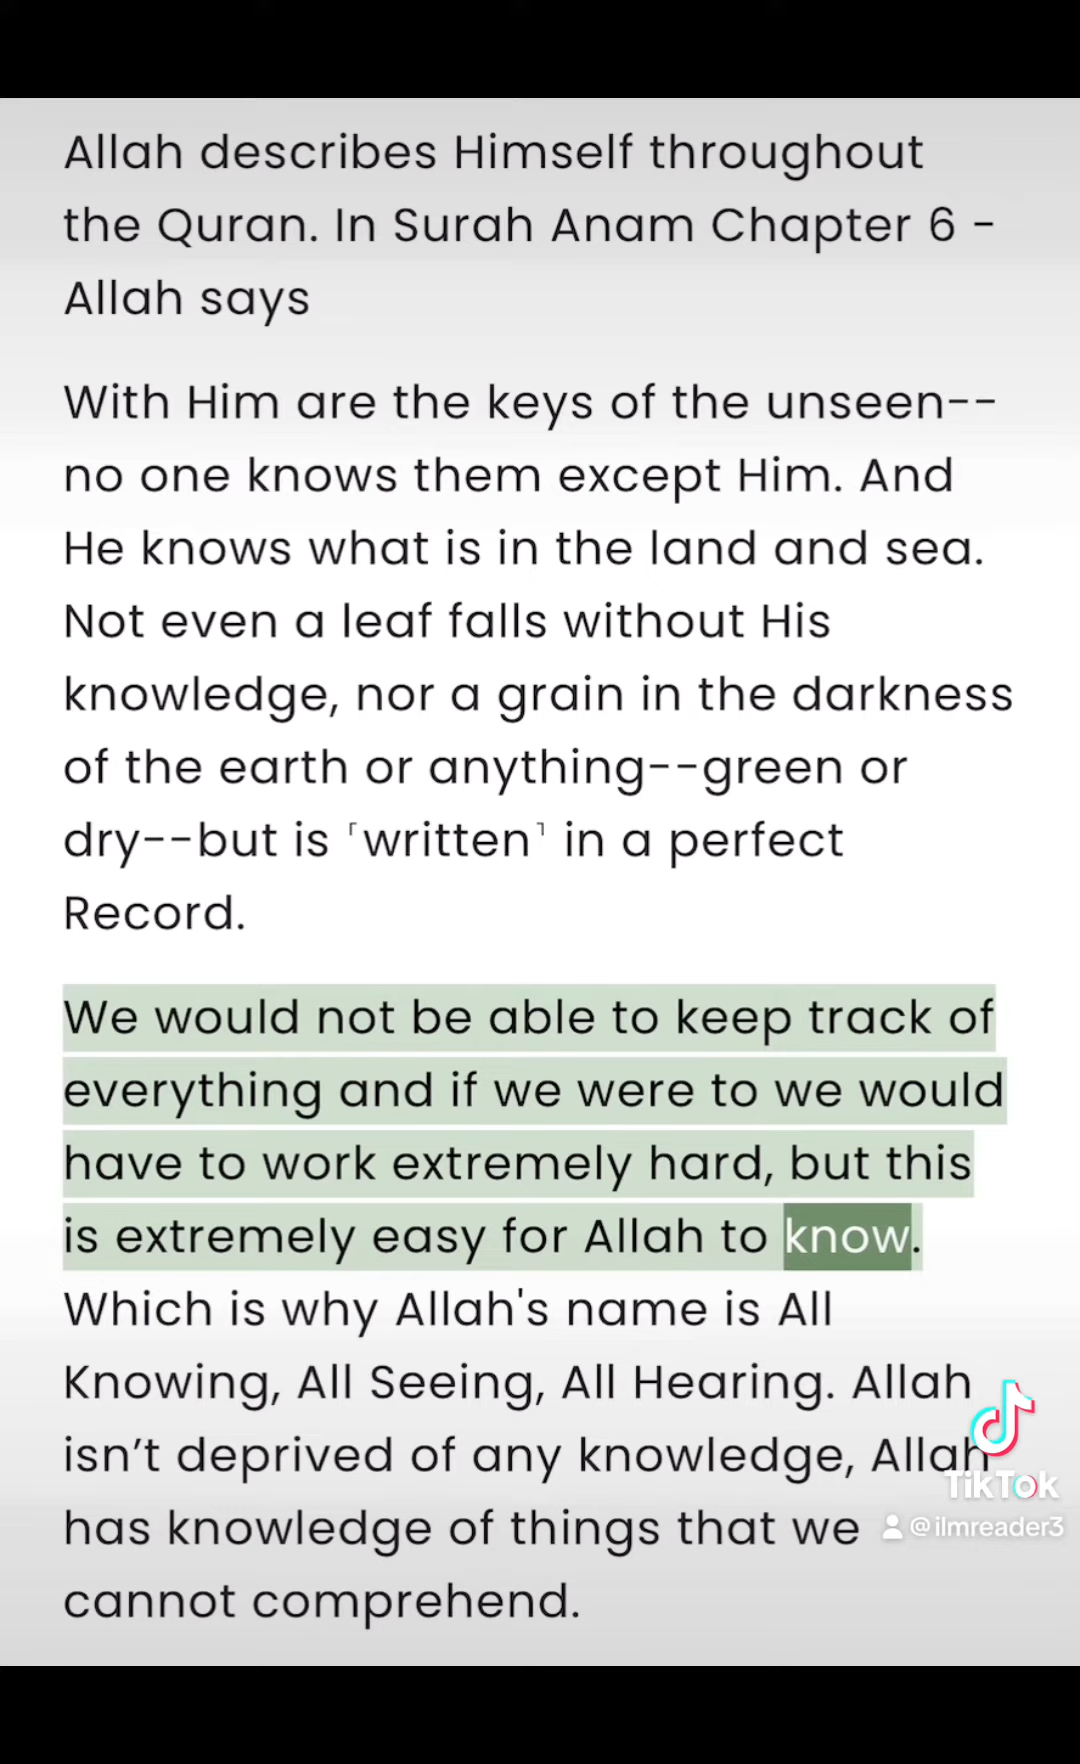 Allah describes Himself throughout
the Quran. In Surah Anam Chapter 6 -
Allah says
With Him are the keys of the unseen--
no one knows them except Him. And
He knows what is in the land and sea.
Not even a leaf falls without His
knowledge, nor a grain in the darkness
of the earth or anything--green or
dry--but is ⸢written⸣ in a perfect
Record.
We would not be able to keep track of
everything and if we were to we would
have to work extremely hard, but this
is extremely easy for Allah to know.
Which is why Allah's name is All
Knowing, All Seeing, All Hearing. Allah
isn’t deprived of any knowledge, Allah
has knowledge of things that we
cannot comprehend.
TikTok
@ilmreader3